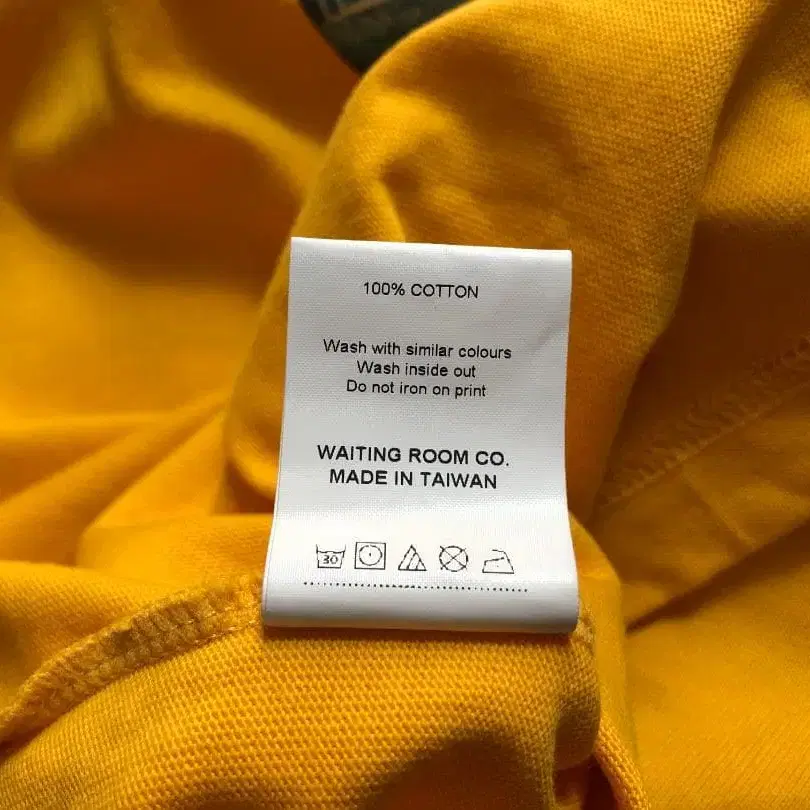 100% COTTON
Wash with similar colours
Wash inside out
Do not iron on print
WAITING ROOM CO.
MADE IN TAIWAN
30